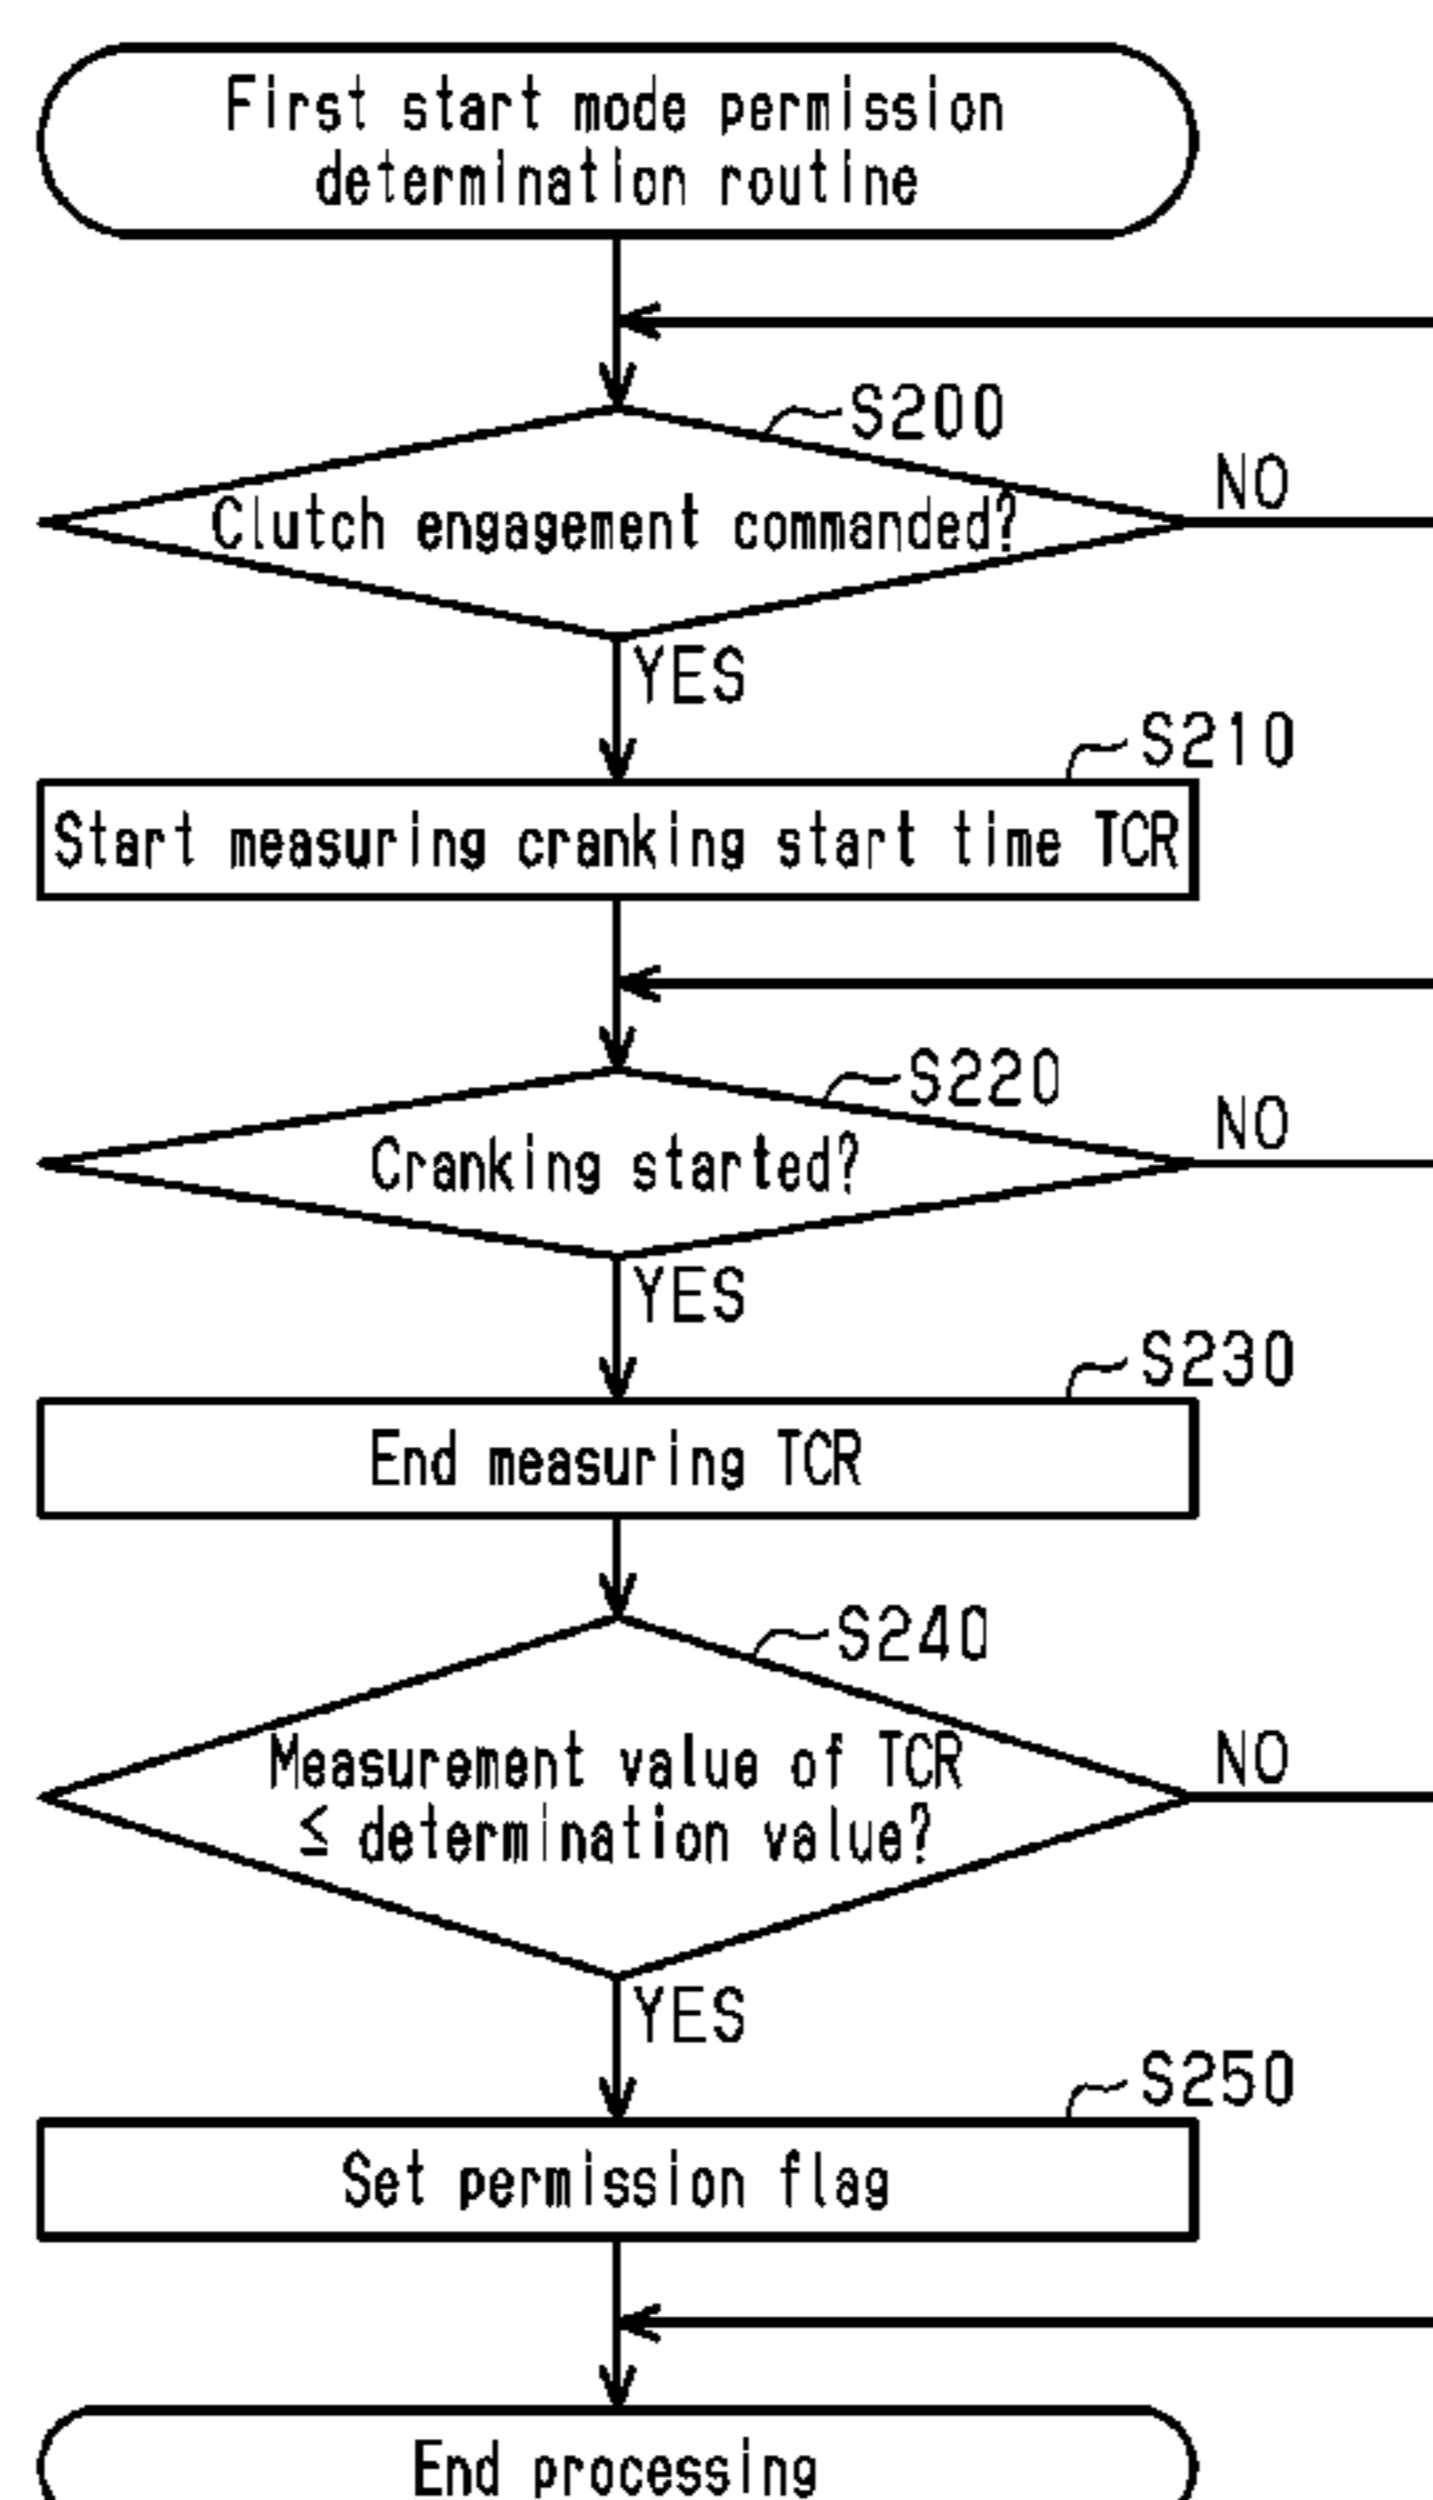 First start mode permission
determination routine
S200
Clutch engagement commanded?
NO
YES
S210
Start measuring cranking start time TCR
S220
Cranking started?
NO
YES
S230
End measuring TCR
S240
Measurement value of TCR
≤ determination value?
NO
YES
S250
Set permission flag
End processing